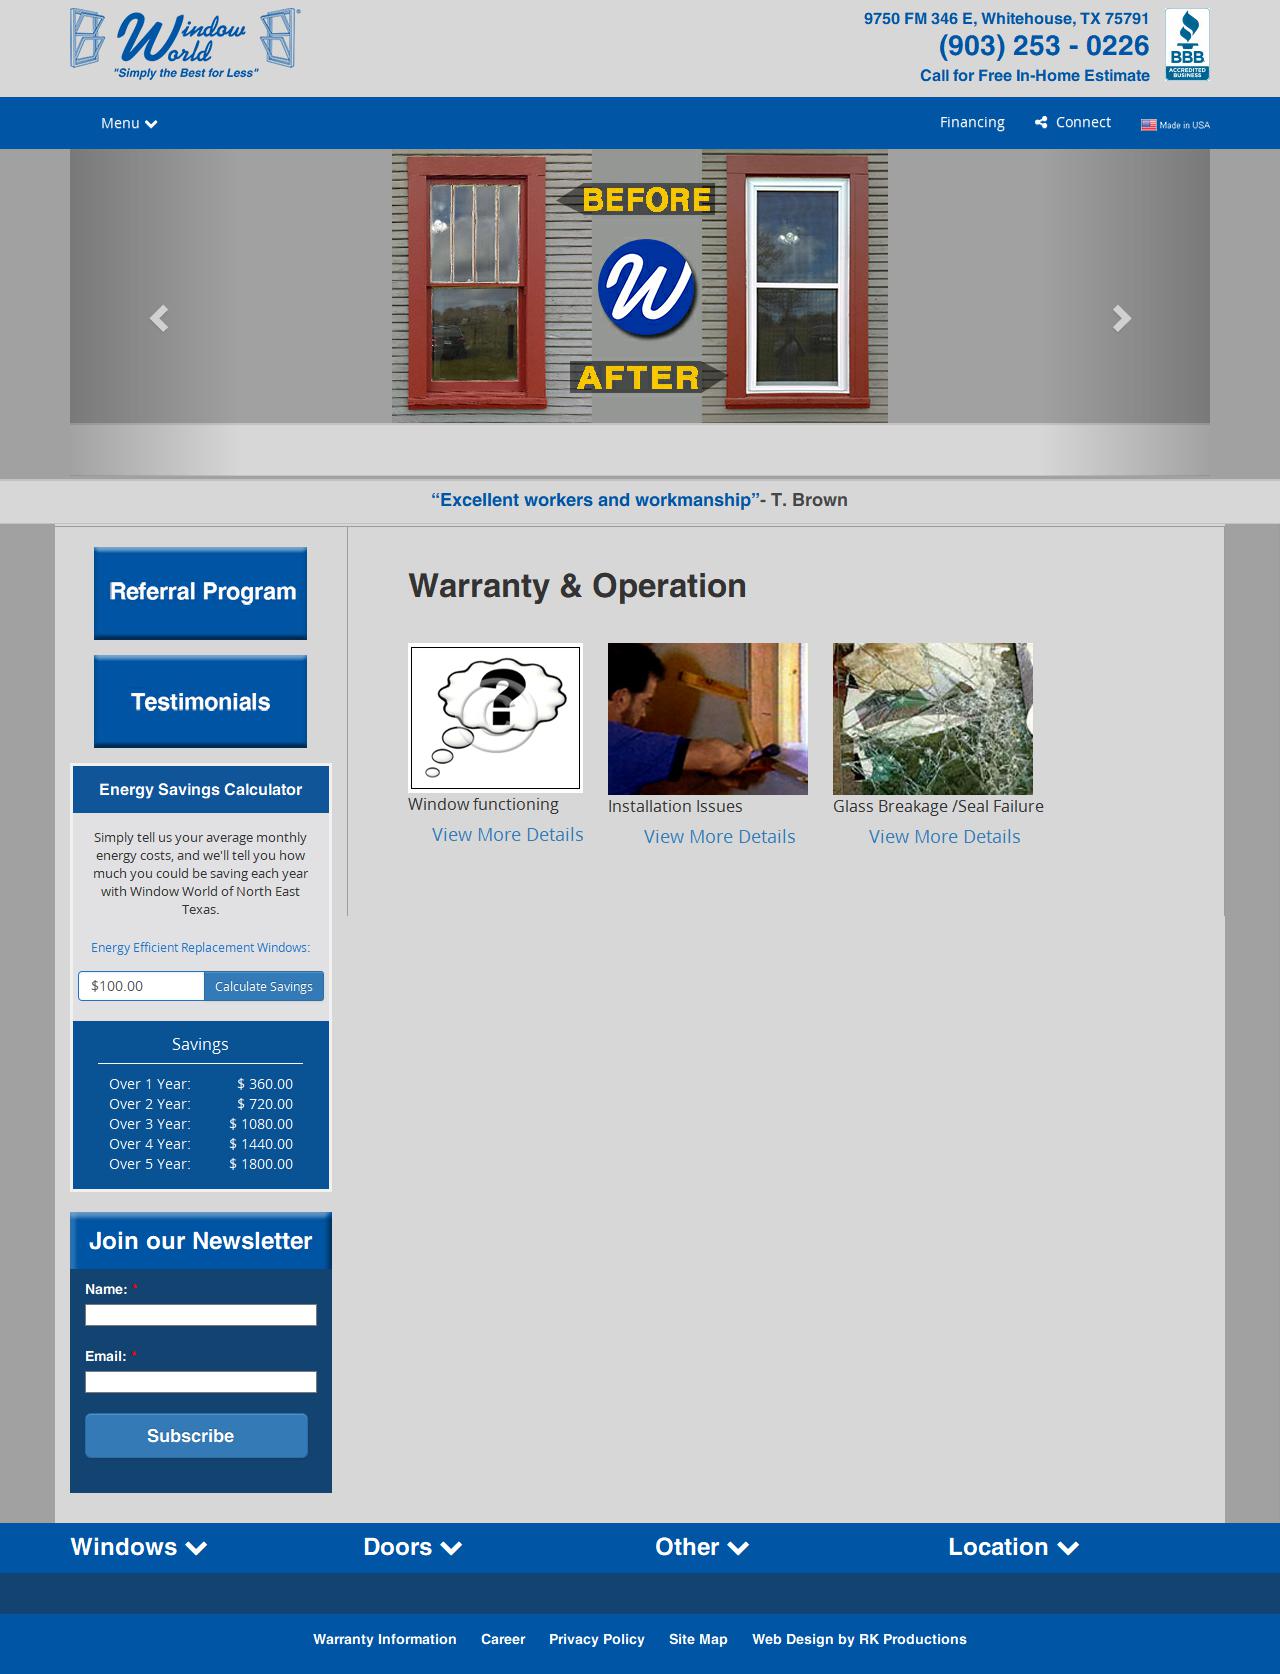 Window World
"Simply the Best for Less"
9750 FM 346 E, Whitehouse, TX 75791
(903) 253 - 0226
Call for Free In-Home Estimate
BBB
ACCREDITED BUSINESS
Menu
Financing
Connect
Made in USA
BEFORE
W
AFTER
“Excellent workers and workmanship”- T. Brown
Referral Program
Testimonials
Energy Savings Calculator
Simply tell us your average monthly
energy costs, and we'll tell you how
much you could be saving each year
with Window World of North East
Texas.
Energy Efficient Replacement Windows:
$100.00
Calculate Savings
Savings
Over 1 Year: $ 360.00
Over 2 Year: $ 720.00
Over 3 Year: $ 1080.00
Over 4 Year: $ 1440.00
Over 5 Year: $ 1800.00
Join our Newsletter
Name: *
Email: *
Subscribe
Warranty & Operation
?
Window functioning
View More Details
Installation Issues
View More Details
Glass Breakage /Seal Failure
View More Details
Windows
Doors
Other
Location
Warranty Information Career Privacy Policy Site Map Web Design by RK Productions